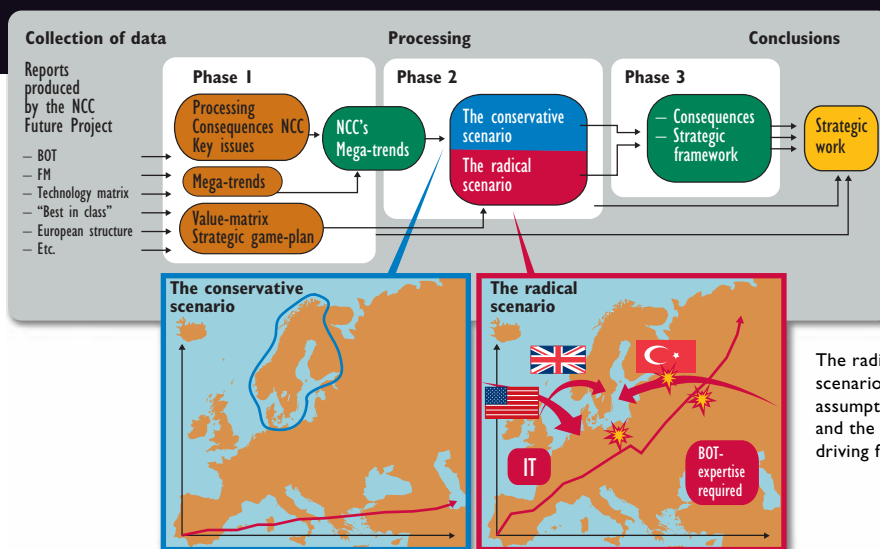 Collection of data
Processing
Conclusions
Reports
produced
by the NCC
Future Project
– BOT
– FM
– Technology matrix
– “Best in class”
– European structure
– Etc.
Phase 1
Processing
Consequences NCC
Key issues
Mega-trends
Value-matrix
Strategic game-plan
NCC's
Mega-trends
Phase 2
The conservative
scenario
The radical
scenario
Phase 3
– Consequences
– Strategic
framework
Strategic
work
The conservative
scenario
The radical
scenario
IT
BOT-
expertise
required
The radi
scenario
assumpt
and the
driving f